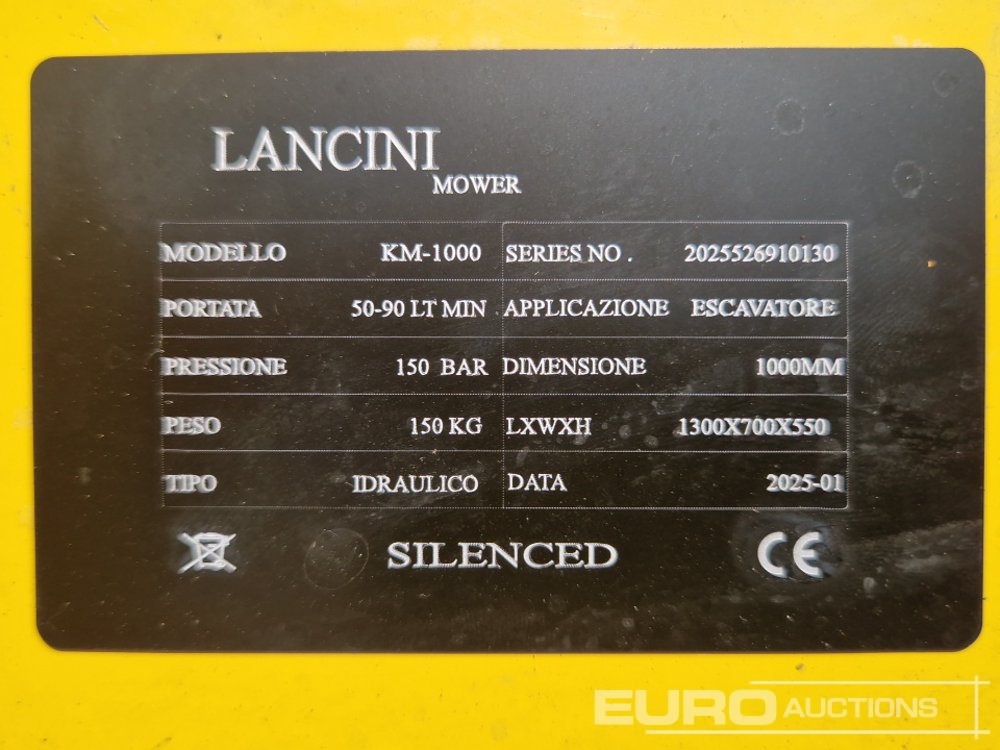 LANCINI
MOWER
MODELLO KM-1000 SERIES NO . 2025526910130
PORTATA 50-90 LT MIN APPLICAZIONE ESCAVATORE
PRESSIONE 150 BAR DIMENSIONE 1000MM
PESO 150 KG LXWXH 1300X700X550
TIPO IDRAULICO DATA 2025-01
SILENCED CE
EURO AUCTIONS